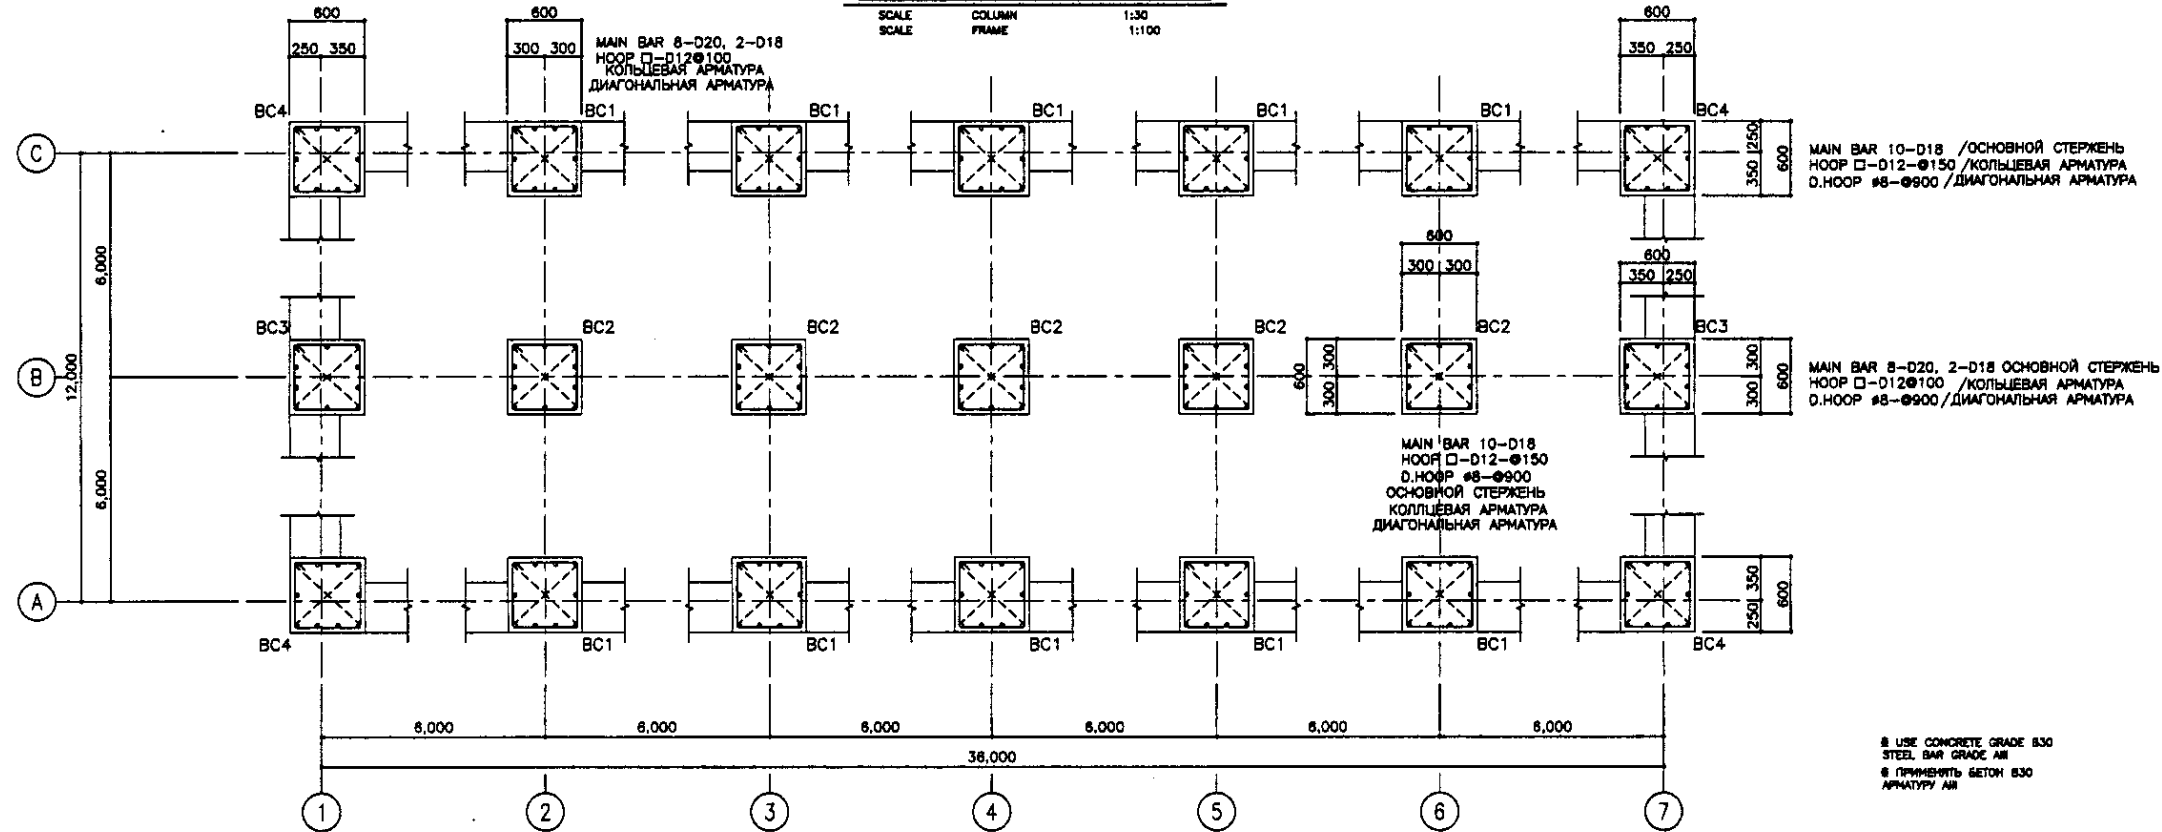 SCALE COLUMN 1:30
SCALE FRAME 1:100
600
250 350
600
300 300
MAIN BAR 8-D20, 2-D18
HOOP □-D12@100
КОЛЬЦЕВАЯ АРМАТУРА
ДИАГОНАЛЬНАЯ АРМАТУРА
600
350 250
BC4
BC1
BC1
BC1
BC1
BC1
BC4
C
250
350
600
MAIN BAR 10-D18 /ОСНОВНОЙ СТЕРЖЕНЬ
HOOP □-D12-@150 /КОЛЬЦЕВАЯ АРМАТУРА
D.HOOP ø8-@900 /ДИАГОНАЛЬНАЯ АРМАТУРА
6,000
600
300 300
600
350 250
BC3
BC2
BC2
BC2
BC2
BC2
BC3
B
12,000
600
300
300
300
300
600
MAIN BAR 8-D20, 2-D18 ОСНОВНОЙ СТЕРЖЕНЬ
HOOP □-D12@100 /КОЛЬЦЕВАЯ АРМАТУРА
D.HOOP ø8-@900 /ДИАГОНАЛЬНАЯ АРМАТУРА
6,000
MAIN BAR 10-D18
HOOP □-D12-@150
D.HOOP ø8-@900
ОСНОВНОЙ СТЕРЖЕНЬ
КОЛЛЦЕВАЯ АРМАТУРА
ДИАГОНАЛЬНАЯ АРМАТУРА
A
350
250
600
BC4
BC1
BC1
BC1
BC1
BC1
BC4
6,000 6,000 6,000 6,000 6,000 6,000
36,000
USE CONCRETE GRADE B30
STEEL BAR GRADE AIII
ПРИМЕНЯТЬ БЕТОН B30
АРМАТУРУ AIII
1 2 3 4 5 6 7